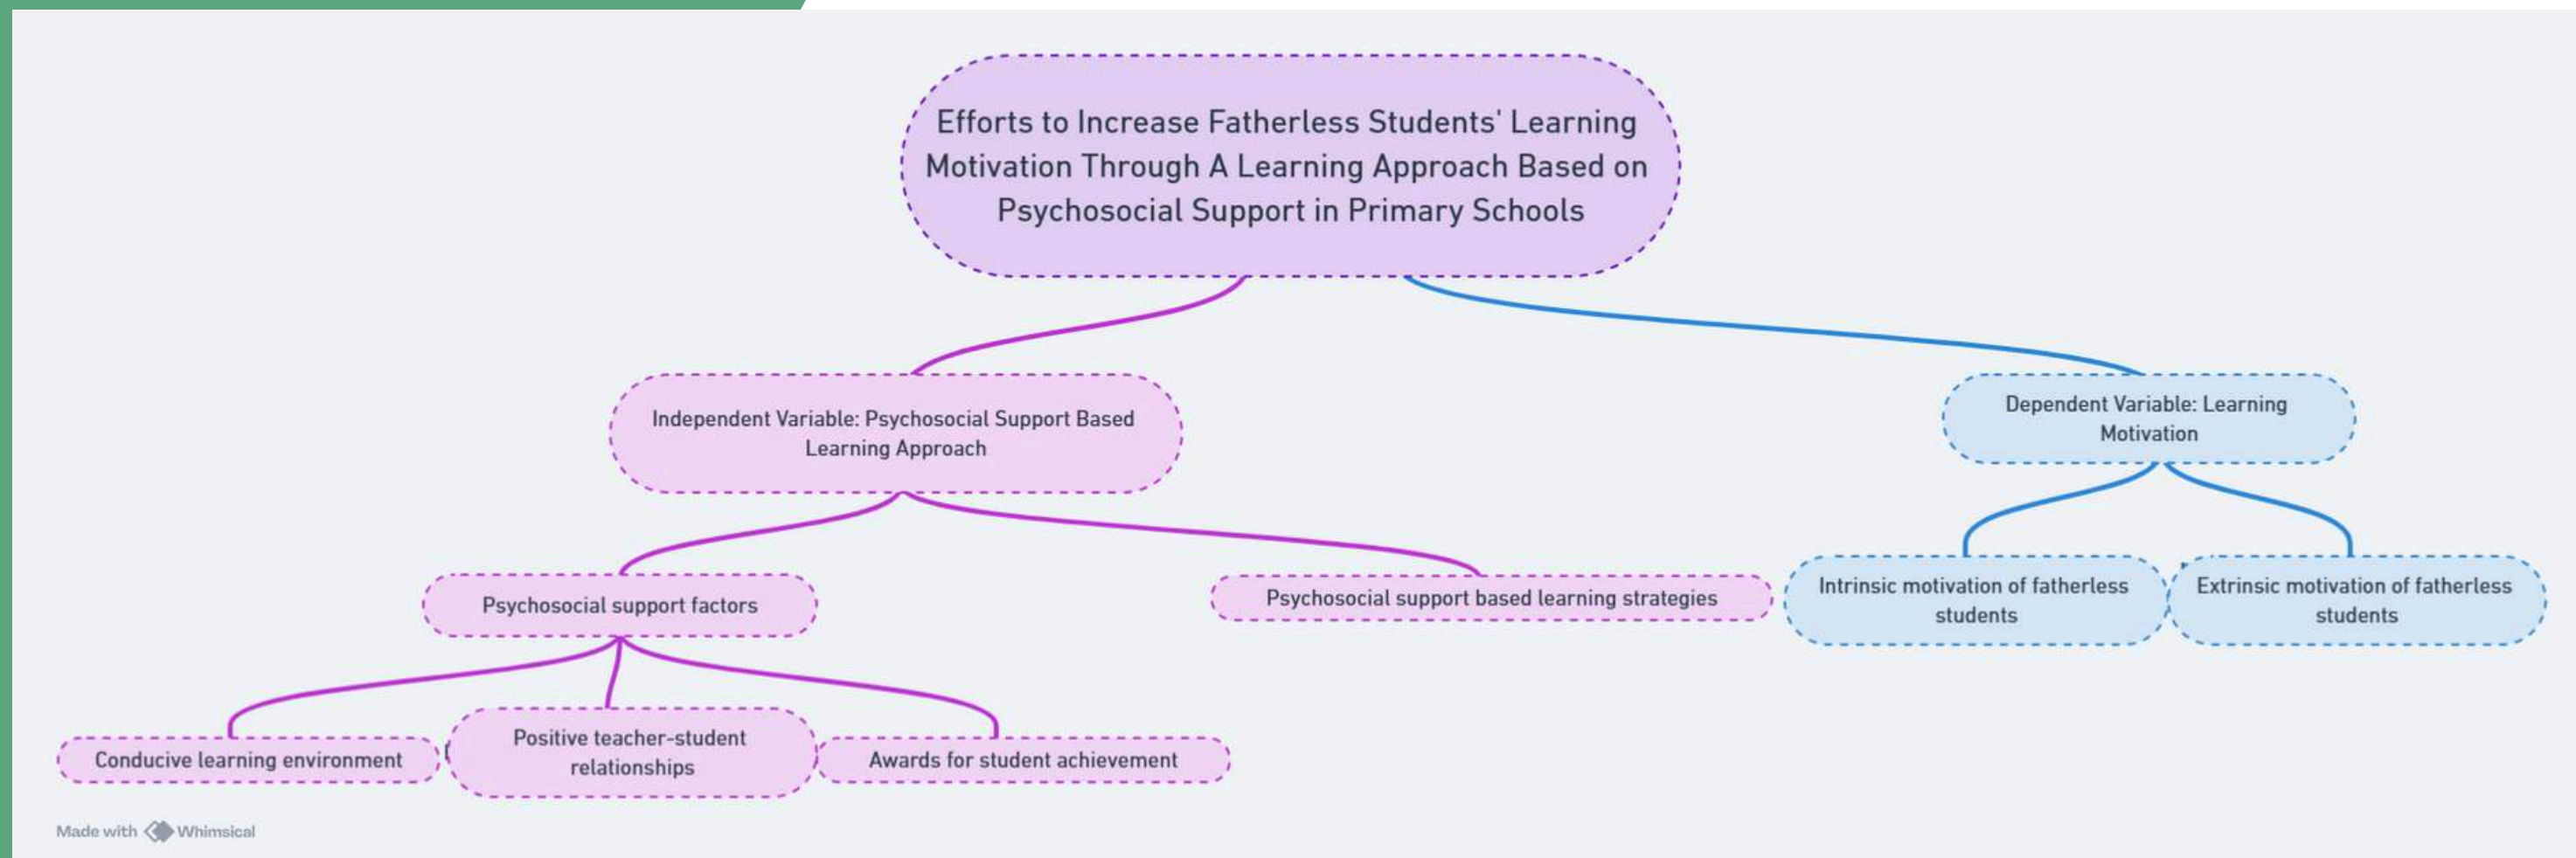 Efforts to Increase Fatherless Students' Learning
Motivation Through A Learning Approach Based on
Psychosocial Support in Primary Schools
Independent Variable: Psychosocial Support Based
Learning Approach
Dependent Variable: Learning
Motivation
Psychosocial support factors
Psychosocial support based learning strategies
Intrinsic motivation of fatherless
students
Extrinsic motivation of fatherless
students
Conducive learning environment
Positive teacher-student
relationships
Awards for student achievement
Made with Whimsical